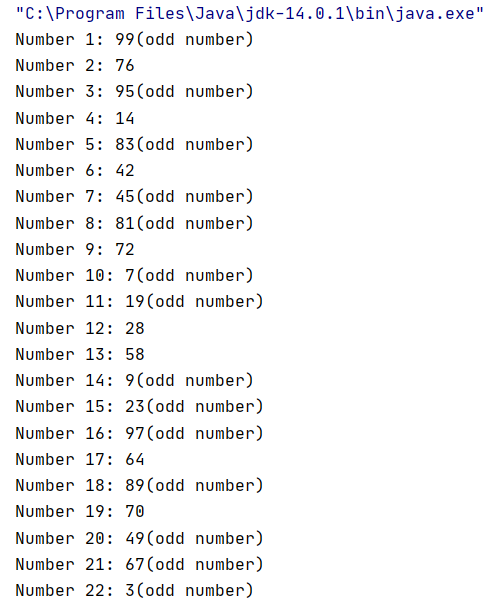 "C:\Program Files\Java\jdk-14.0.1\bin\java.exe"
Number 1: 99(odd number)
Number 2: 76
Number 3: 95(odd number)
Number 4: 14
Number 5: 83(odd number)
Number 6: 42
Number 7: 45(odd number)
Number 8: 81(odd number)
Number 9: 72
Number 10: 7(odd number)
Number 11: 19(odd number)
Number 12: 28
Number 13: 58
Number 14: 9(odd number)
Number 15: 23(odd number)
Number 16: 97(odd number)
Number 17: 64
Number 18: 89(odd number)
Number 19: 70
Number 20: 49(odd number)
Number 21: 67(odd number)
Number 22: 3(odd number)